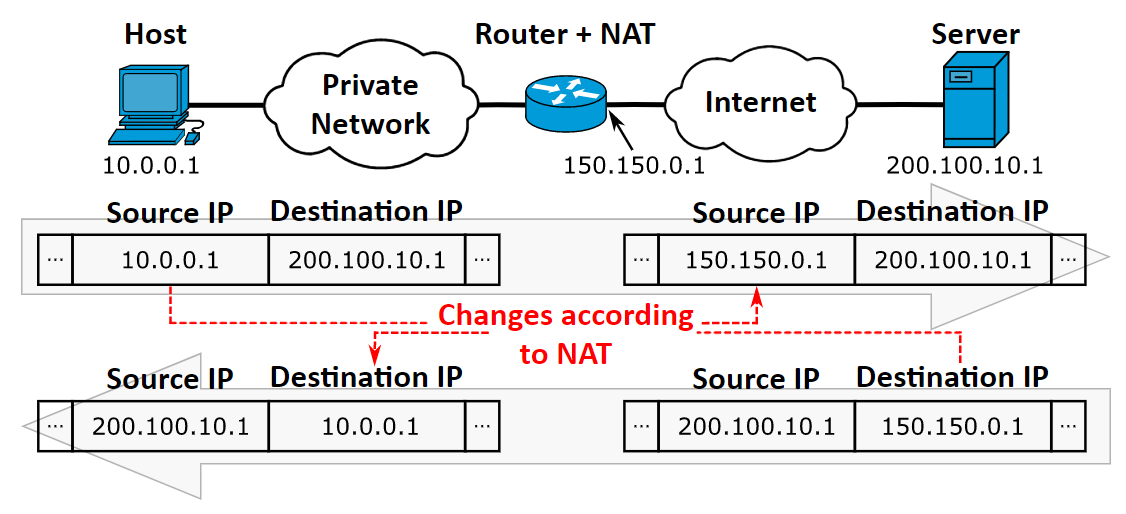 Host
Router + NAT
Server
Private
Network
Internet
10.0.0.1
150.150.0.1
200.100.10.1
Source IP
Destination IP
Source IP
Destination IP
... 10.0.0.1 200.100.10.1 ...
... 150.150.0.1 200.100.10.1 ...
Changes according
to NAT
Source IP
Destination IP
Source IP
Destination IP
... 200.100.10.1 10.0.0.1 ...
... 200.100.10.1 150.150.0.1 ...